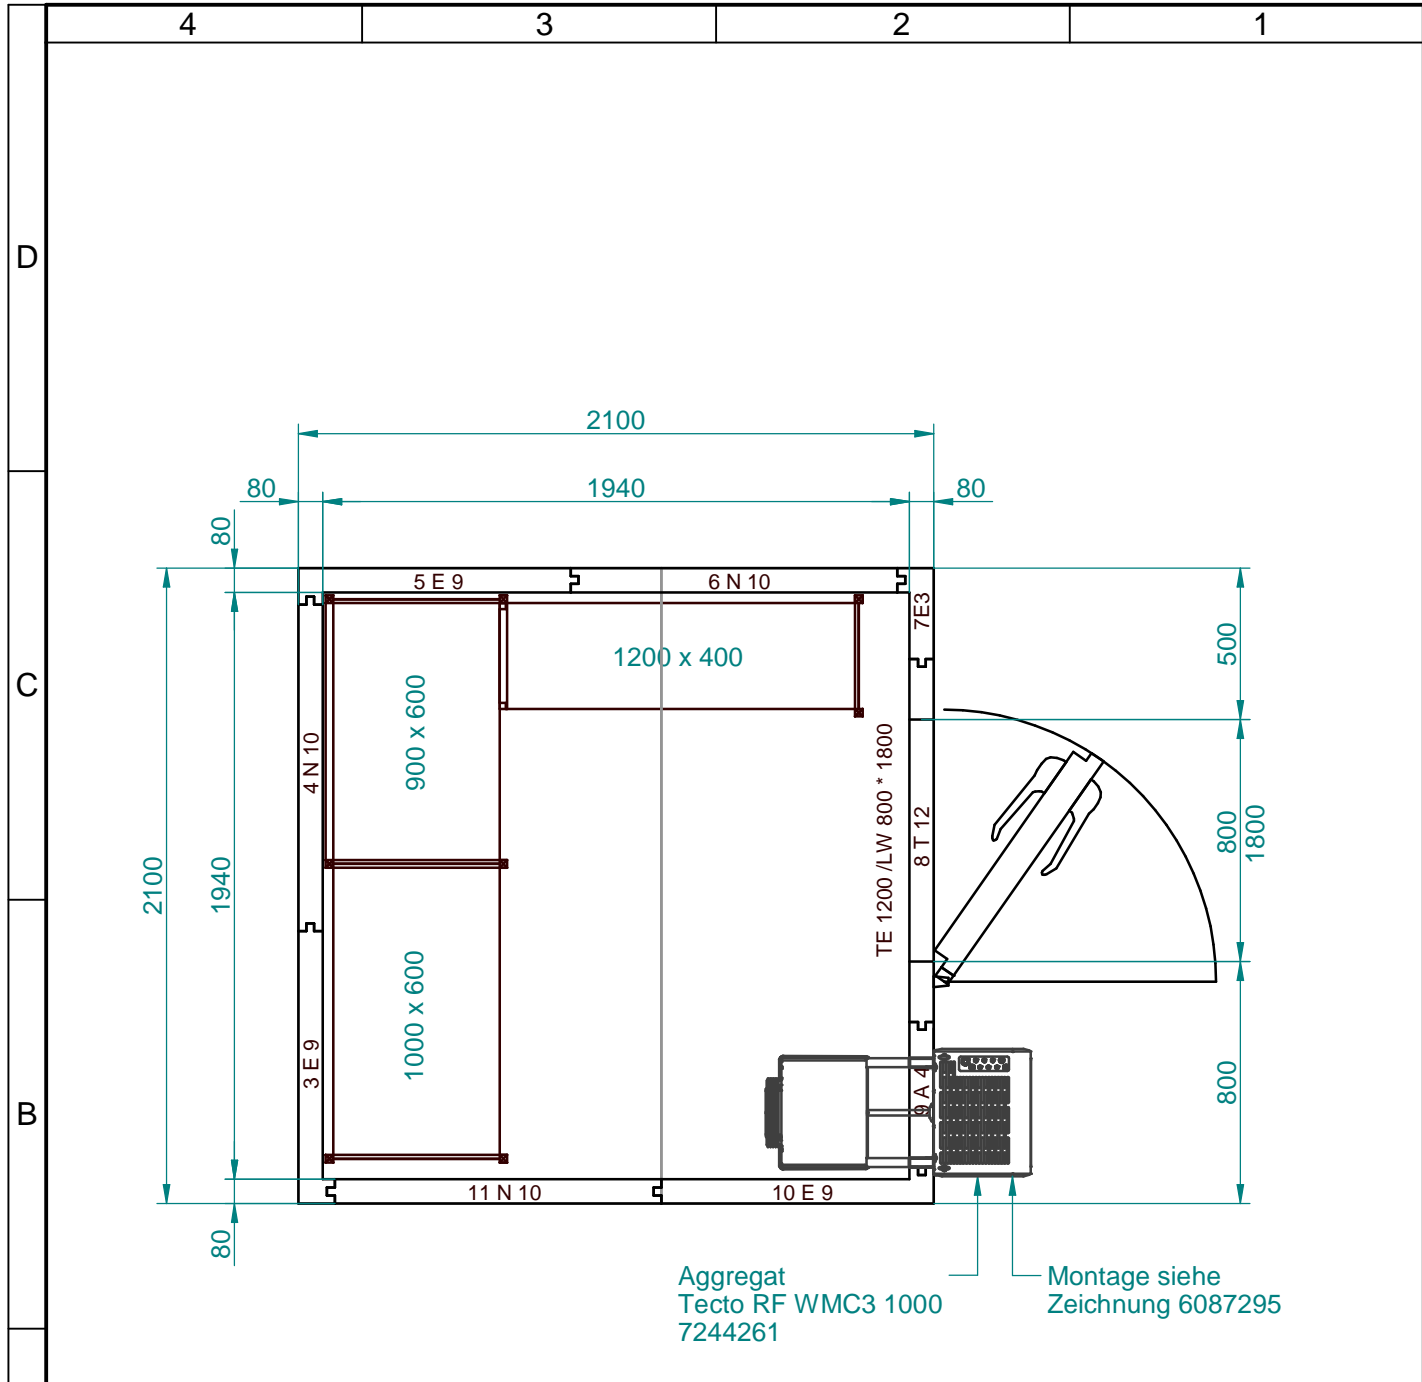 4 3 2 1
D
2100
80 1940 80
80
5 E 9 6 N 10
7E3
500
1200 x 400
C
900 x 600
4 N 10
TE 1200 /LW 800 * 1800
8 T 12
800
1800
2100
1940
1000 x 600
3 E 9
9 A 4
800
B
11 N 10 10 E 9
80
Aggregat
Tecto RF WMC3 1000
7244261
Montage siehe
Zeichnung 6087295